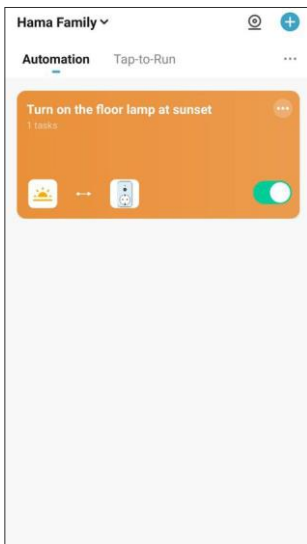 Hama Family
Automation Tap-to-Run
Turn on the floor lamp at sunset
1 tasks